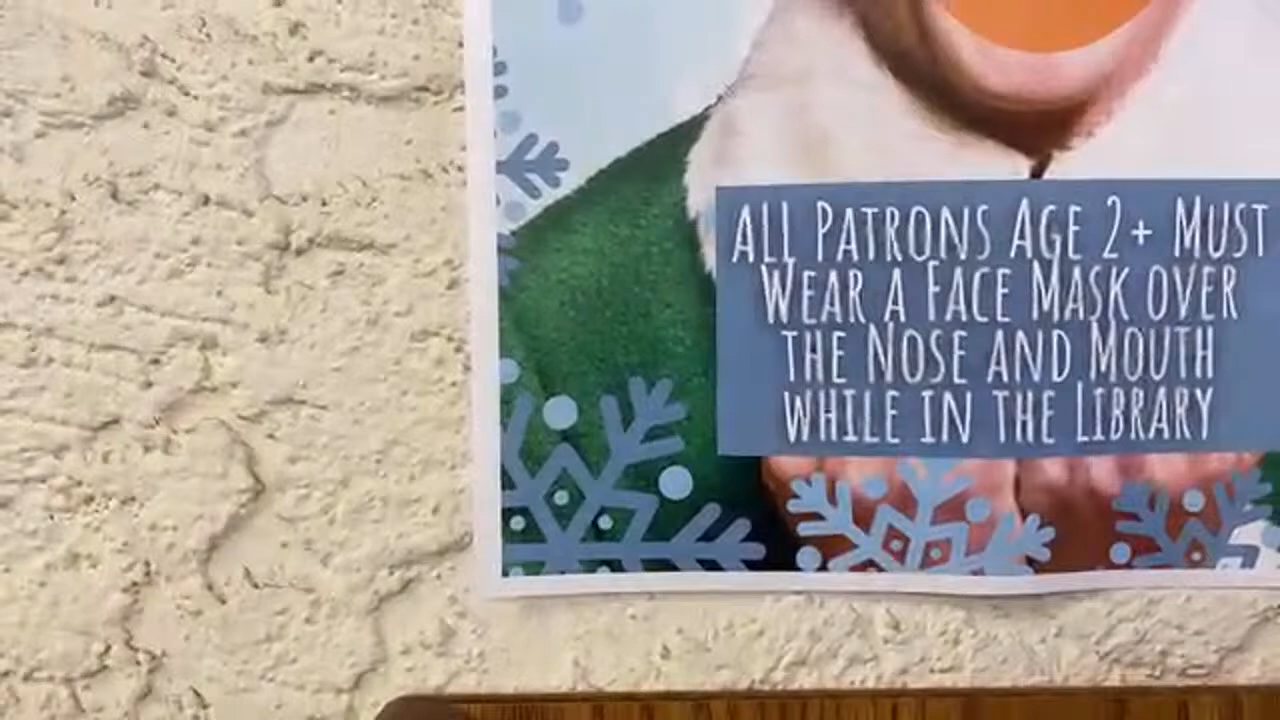 ALL PATRONS AGE 2+ MUST
WEAR A FACE MASK OVER
THE NOSE AND MOUTH
WHILE IN THE LIBRARY